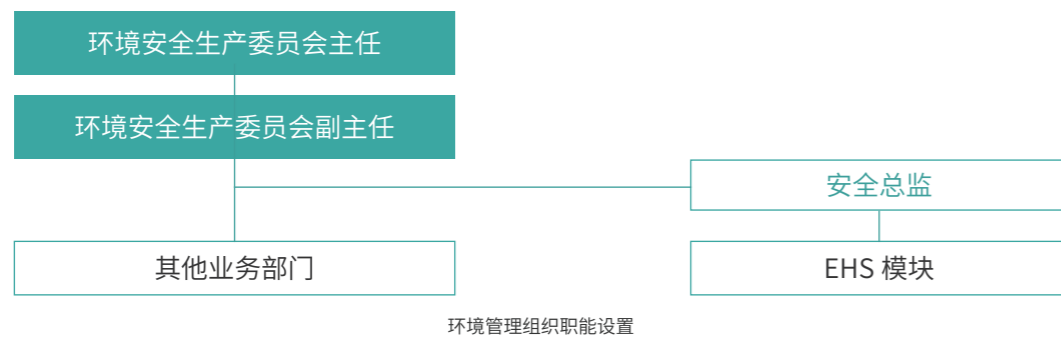 环境安全生产委员会主任
环境安全生产委员会副主任
安全总监
其他业务部门
EHS 模块
环境管理组织职能设置